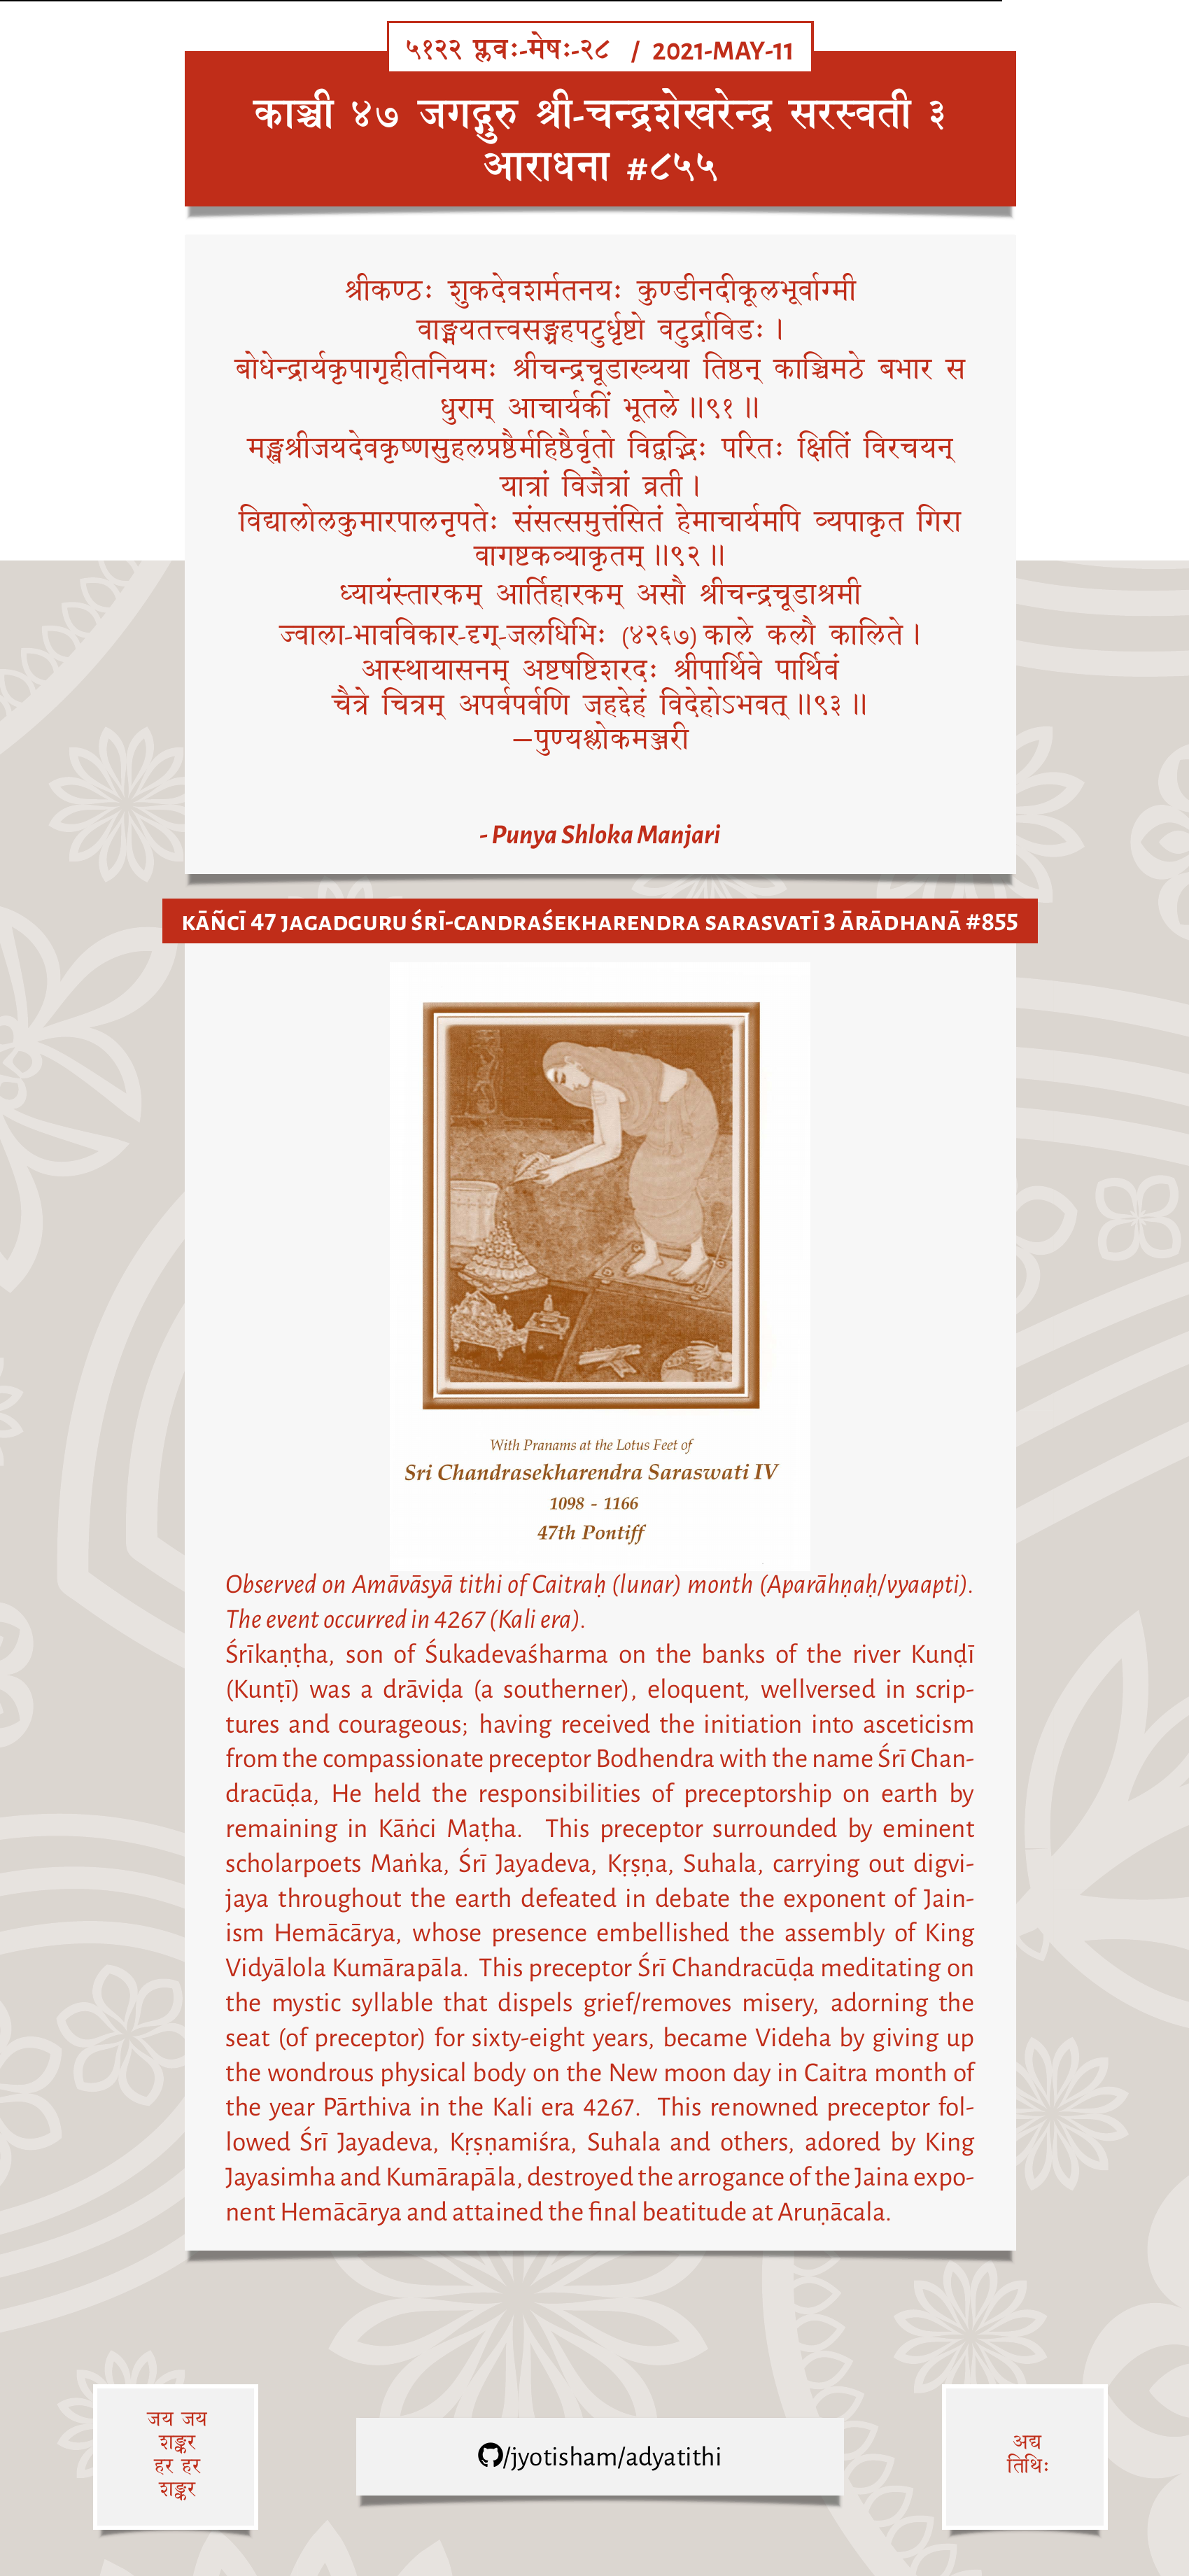 ५१२२ प्लवः-मेषः-२८ / 2021-MAY-11
काञ्ची ४७ जगद्गुरु श्री-चन्द्रशेखरेन्द्र सरस्वती ३
आराधना #८५५
श्रीकण्ठः शुकदेवशर्मतनयः कुण्डीनदीकूलभूर्वाग्मी
वाङ्मयतत्त्वसङ्ग्रहपटुर्धृष्टो वटुर्द्राविडः ।
बोधेन्द्रार्यकृपागृहीतनियमः श्रीचन्द्रचूडाख्यया तिष्ठन् काञ्चिमठे बभार स
धुराम् आचार्यकीं भूतले ॥९१॥
मङ्खश्रीजयदेवकृष्णसुहलप्रष्ठैर्महिष्ठैर्वृतो विद्वद्भिः परितः क्षितिं विरचयन्
यात्रां विजैत्रां व्रती ।
विद्यालोलकुमारपालनृपतेः संसत्समुत्तंसितं हेमाचार्यमपि व्यपाकृत गिरा
वागष्टकव्याकृतम् ॥९२॥
ध्यायंस्तारकम् आर्तिहारकम् असौ श्रीचन्द्रचूडाश्रमी
ज्वाला-भावविकार-दृग्-जलधिभिः (४२६७) काले कलौ कालिते ।
आस्थायासनम् अष्टषष्टिशरदः श्रीपार्थिवे पार्थिवं
चैत्रे चित्रम् अपर्वपर्वणि जहद्देहं विदेहोऽभवत् ॥९३॥
—पुण्यश्लोकमञ्जरी
- Punya Shloka Manjari
KĀÑCĪ 47 JAGADGURU ŚRĪ-CANDRAŚEKHARENDRA SARASVATĪ 3 ĀRĀDHANĀ #855
With Pranams at the Lotus Feet of
Sri Chandrasekharendra Saraswati IV
1098 - 1166
47th Pontiff
Observed on Amāvāsyā tithi of Caitraḥ (lunar) month (Aparāhṇaḥ/vyaapti).
The event occurred in 4267 (Kali era).
Śrīkaṇṭha, son of Śukadevaśharma on the banks of the river Kunḍī
(Kunṭī) was a drāviḍa (a southerner), eloquent, wellversed in scrip-
tures and courageous; having received the initiation into asceticism
from the compassionate preceptor Bodhendra with the name Śrī Chan-
dracūḍa, He held the responsibilities of preceptorship on earth by
remaining in Kāṅci Maṭha. This preceptor surrounded by eminent
scholarpoets Maṅka, Śrī Jayadeva, Kṛṣṇa, Suhala, carrying out digvi-
jaya throughout the earth defeated in debate the exponent of Jain-
ism Hemācārya, whose presence embellished the assembly of King
Vidyālola Kumārapāla. This preceptor Śrī Chandracūḍa meditating on
the mystic syllable that dispels grief/removes misery, adorning the
seat (of preceptor) for sixty-eight years, became Videha by giving up
the wondrous physical body on the New moon day in Caitra month of
the year Pārthiva in the Kali era 4267. This renowned preceptor fol-
lowed Śrī Jayadeva, Kṛṣṇamiśra, Suhala and others, adored by King
Jayasimha and Kumārapāla, destroyed the arrogance of the Jaina expo-
nent Hemācārya and attained the final beatitude at Aruṇācala.
जय जय
शङ्कर
हर हर
शङ्कर
/jyotisham/adyatithi
अद्य
तिथिः